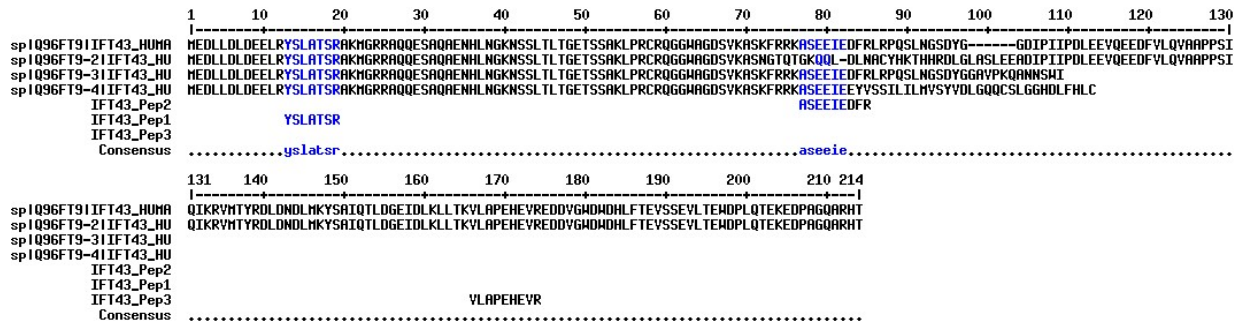 1 10 20 30 40 50 60 70 80 90 100 110 120 130
|--------+---------+---------+---------+---------+---------+---------+---------+---------+---------+---------+---------+---------|
sp|Q96FT9|IFT43_HUMA MEDLLDLDEELRYSLATSRAKMGRRAQQESAQAENHLNGKNSSLTLTGETSSAKLPRCRQGGWAGDSVKASKFRRKASEEIEDFRLRPQSLNGSDYG------GDIPIIPDLEEVQEEDFVLQVAAPPSI
sp|Q96FT9-2|IFT43_HU MEDLLDLDEELRYSLATSRAKMGRRAQQESAQAENHLNGKNSSLTLTGETSSAKLPRCRQGGWAGDSVKASNGTQTGKQQL-DLNACYHKTHHRDLGLASLEEADIPIIPDLEEVQEEDFVLQVAAPPSI
sp|Q96FT9-3|IFT43_HU MEDLLDLDEELRYSLATSRAKMGRRAQQESAQAENHLNGKNSSLTLTGETSSAKLPRCRQGGWAGDSVKASKFRRKASEEIEDFRLRPQSLNGSDYGGAVPKQANNSWI
sp|Q96FT9-4|IFT43_HU MEDLLDLDEELRYSLATSRAKMGRRAQQESAQAENHLNGKNSSLTLTGETSSAKLPRCRQGGWAGDSVKASKFRRKASEEIEEYVSSILILMVSYVDLGQQCSLGGHDLFHLC
IFT43_Pep2 ASEEIEDFR
IFT43_Pep1 YSLATSR
IFT43_Pep3
Consensus ............yslatsr.........................................................aseeie................................................
131 140 150 160 170 180 190 200 210 214
|--------+---------+---------+---------+---------+---------+---------+---------+---|
sp|Q96FT9|IFT43_HUMA QIKRVMTYRDLDNDLMKYSAIQTLDGEIDLKLLTKVLAPEHEVREDDVGWDWDHLFTEVSSEVLTEWDPLQTEKEDPAGQARHT
sp|Q96FT9-2|IFT43_HU QIKRVMTYRDLDNDLMKYSAIQTLDGEIDLKLLTKVLAPEHEVREDDVGWDWDHLFTEVSSEVLTEWDPLQTEKEDPAGQARHT
sp|Q96FT9-3|IFT43_HU
sp|Q96FT9-4|IFT43_HU
IFT43_Pep2
IFT43_Pep1
IFT43_Pep3 VLAPEHEVR
Consensus ....................................................................................